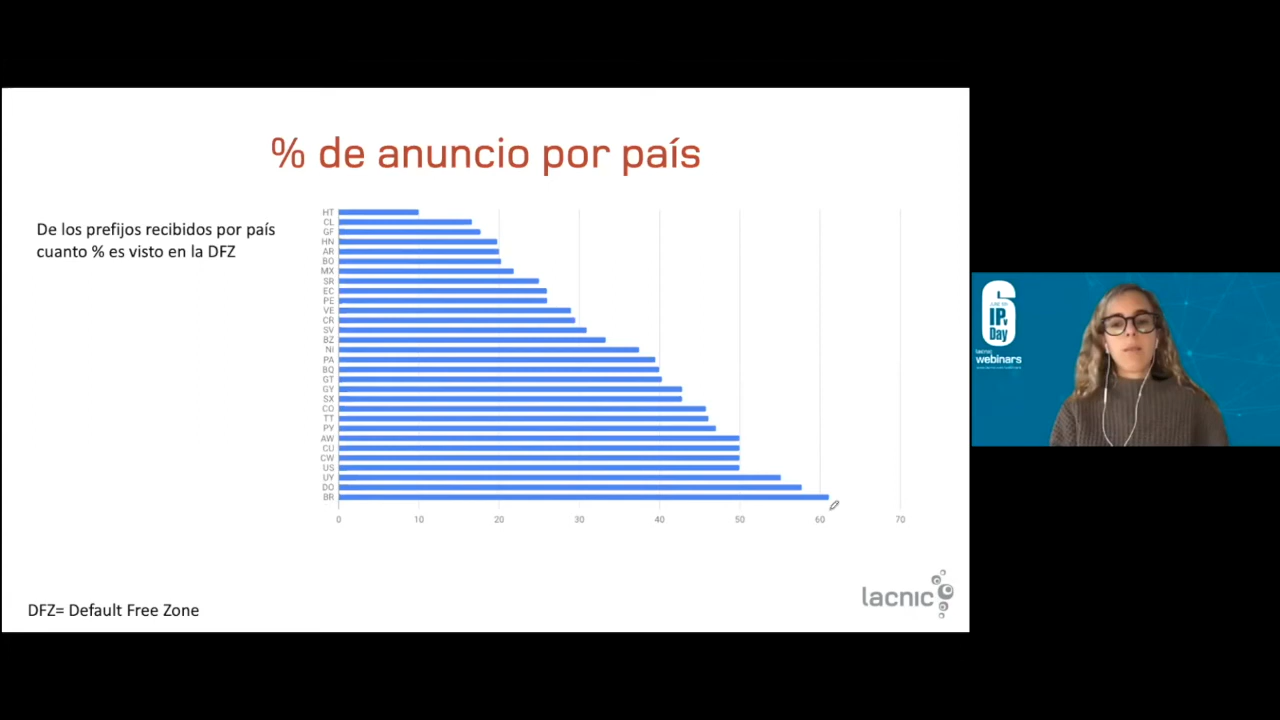 % de anuncio por país
De los prefijos recibidos por país
cuanto % es visto en la DFZ
HT
CL
GF
HN
AR
BO
MX
SR
EC
PE
VE
CR
SV
BZ
NI
PA
BQ
GT
GY
SX
CO
TT
PY
AW
CU
CW
US
UY
DO
BR
0 10 20 30 40 50 60 70
DFZ= Default Free Zone
lacnic
6
IPv
Day
lacnic
webinars